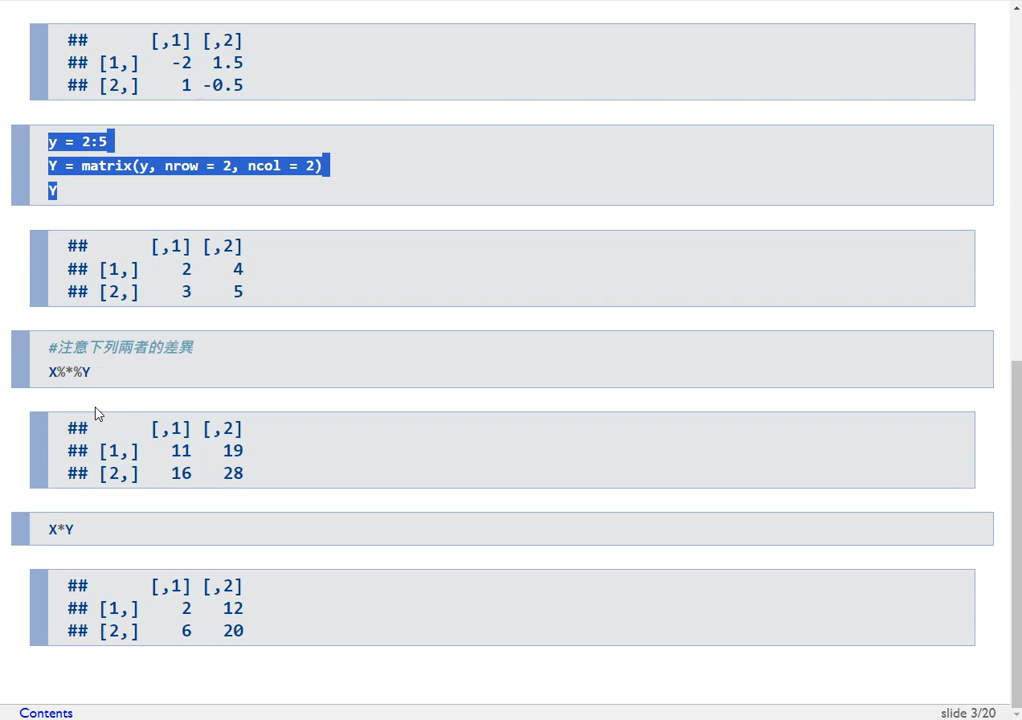 ##      [,1] [,2]
## [1,]   -2  1.5
## [2,]    1 -0.5
y = 2:5
Y = matrix(y, nrow = 2, ncol = 2)
Y
##      [,1] [,2]
## [1,]    2    4
## [2,]    3    5
#注意下列兩者的差異
X%*%Y
##      [,1] [,2]
## [1,]   11   19
## [2,]   16   28
X*Y
##      [,1] [,2]
## [1,]    2   12
## [2,]    6   20
Contents
slide 3/20